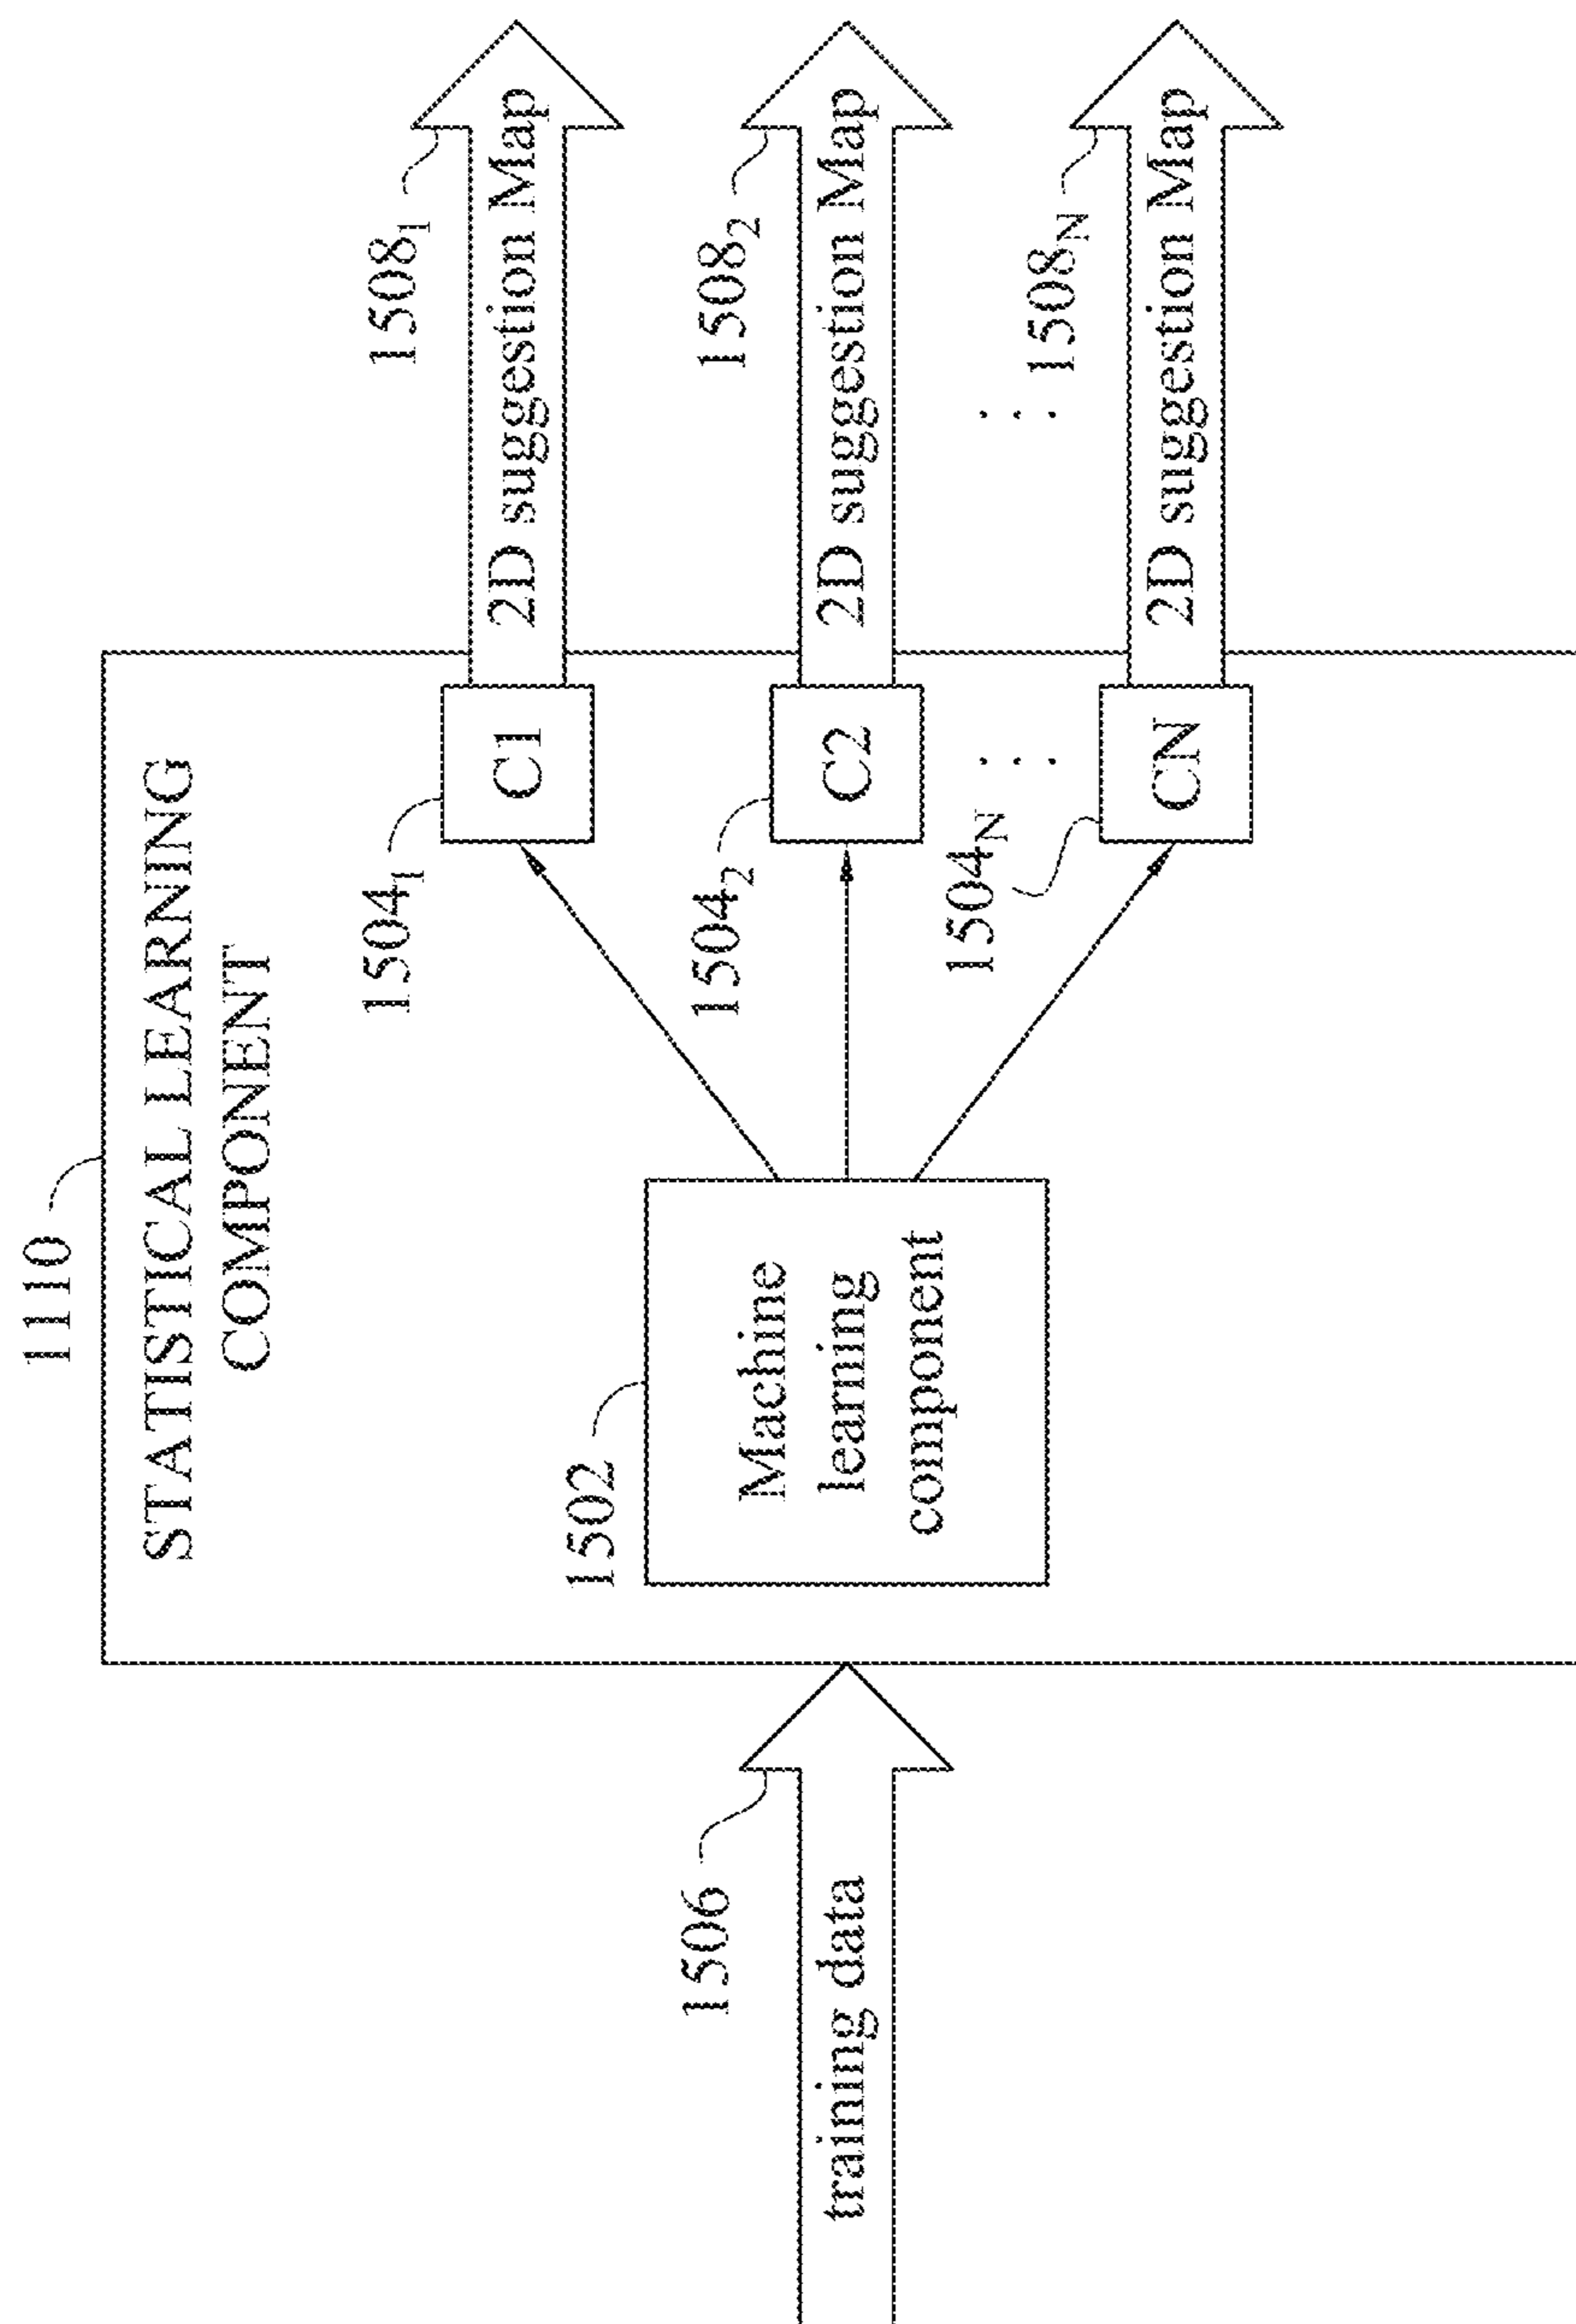 1110
STATISTICAL LEARNING
COMPONENT
1506
training data
1502
Machine
learning
component
1504₁
C1
1508₁
2D suggestion Map
1504₂
C2
1508₂
2D suggestion Map
1504N
CN
1508N
2D suggestion Map